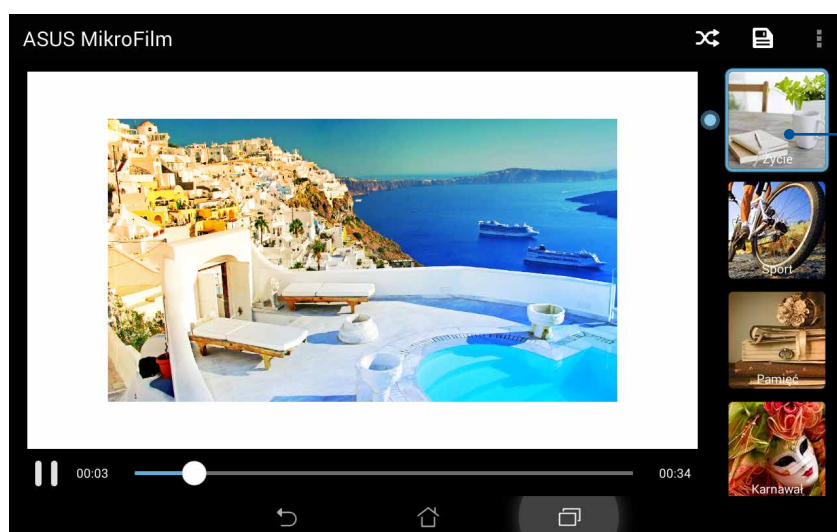 ASUS MikroFilm
Życie
Sport
Pamięć
Karnawał
00:03
00:34